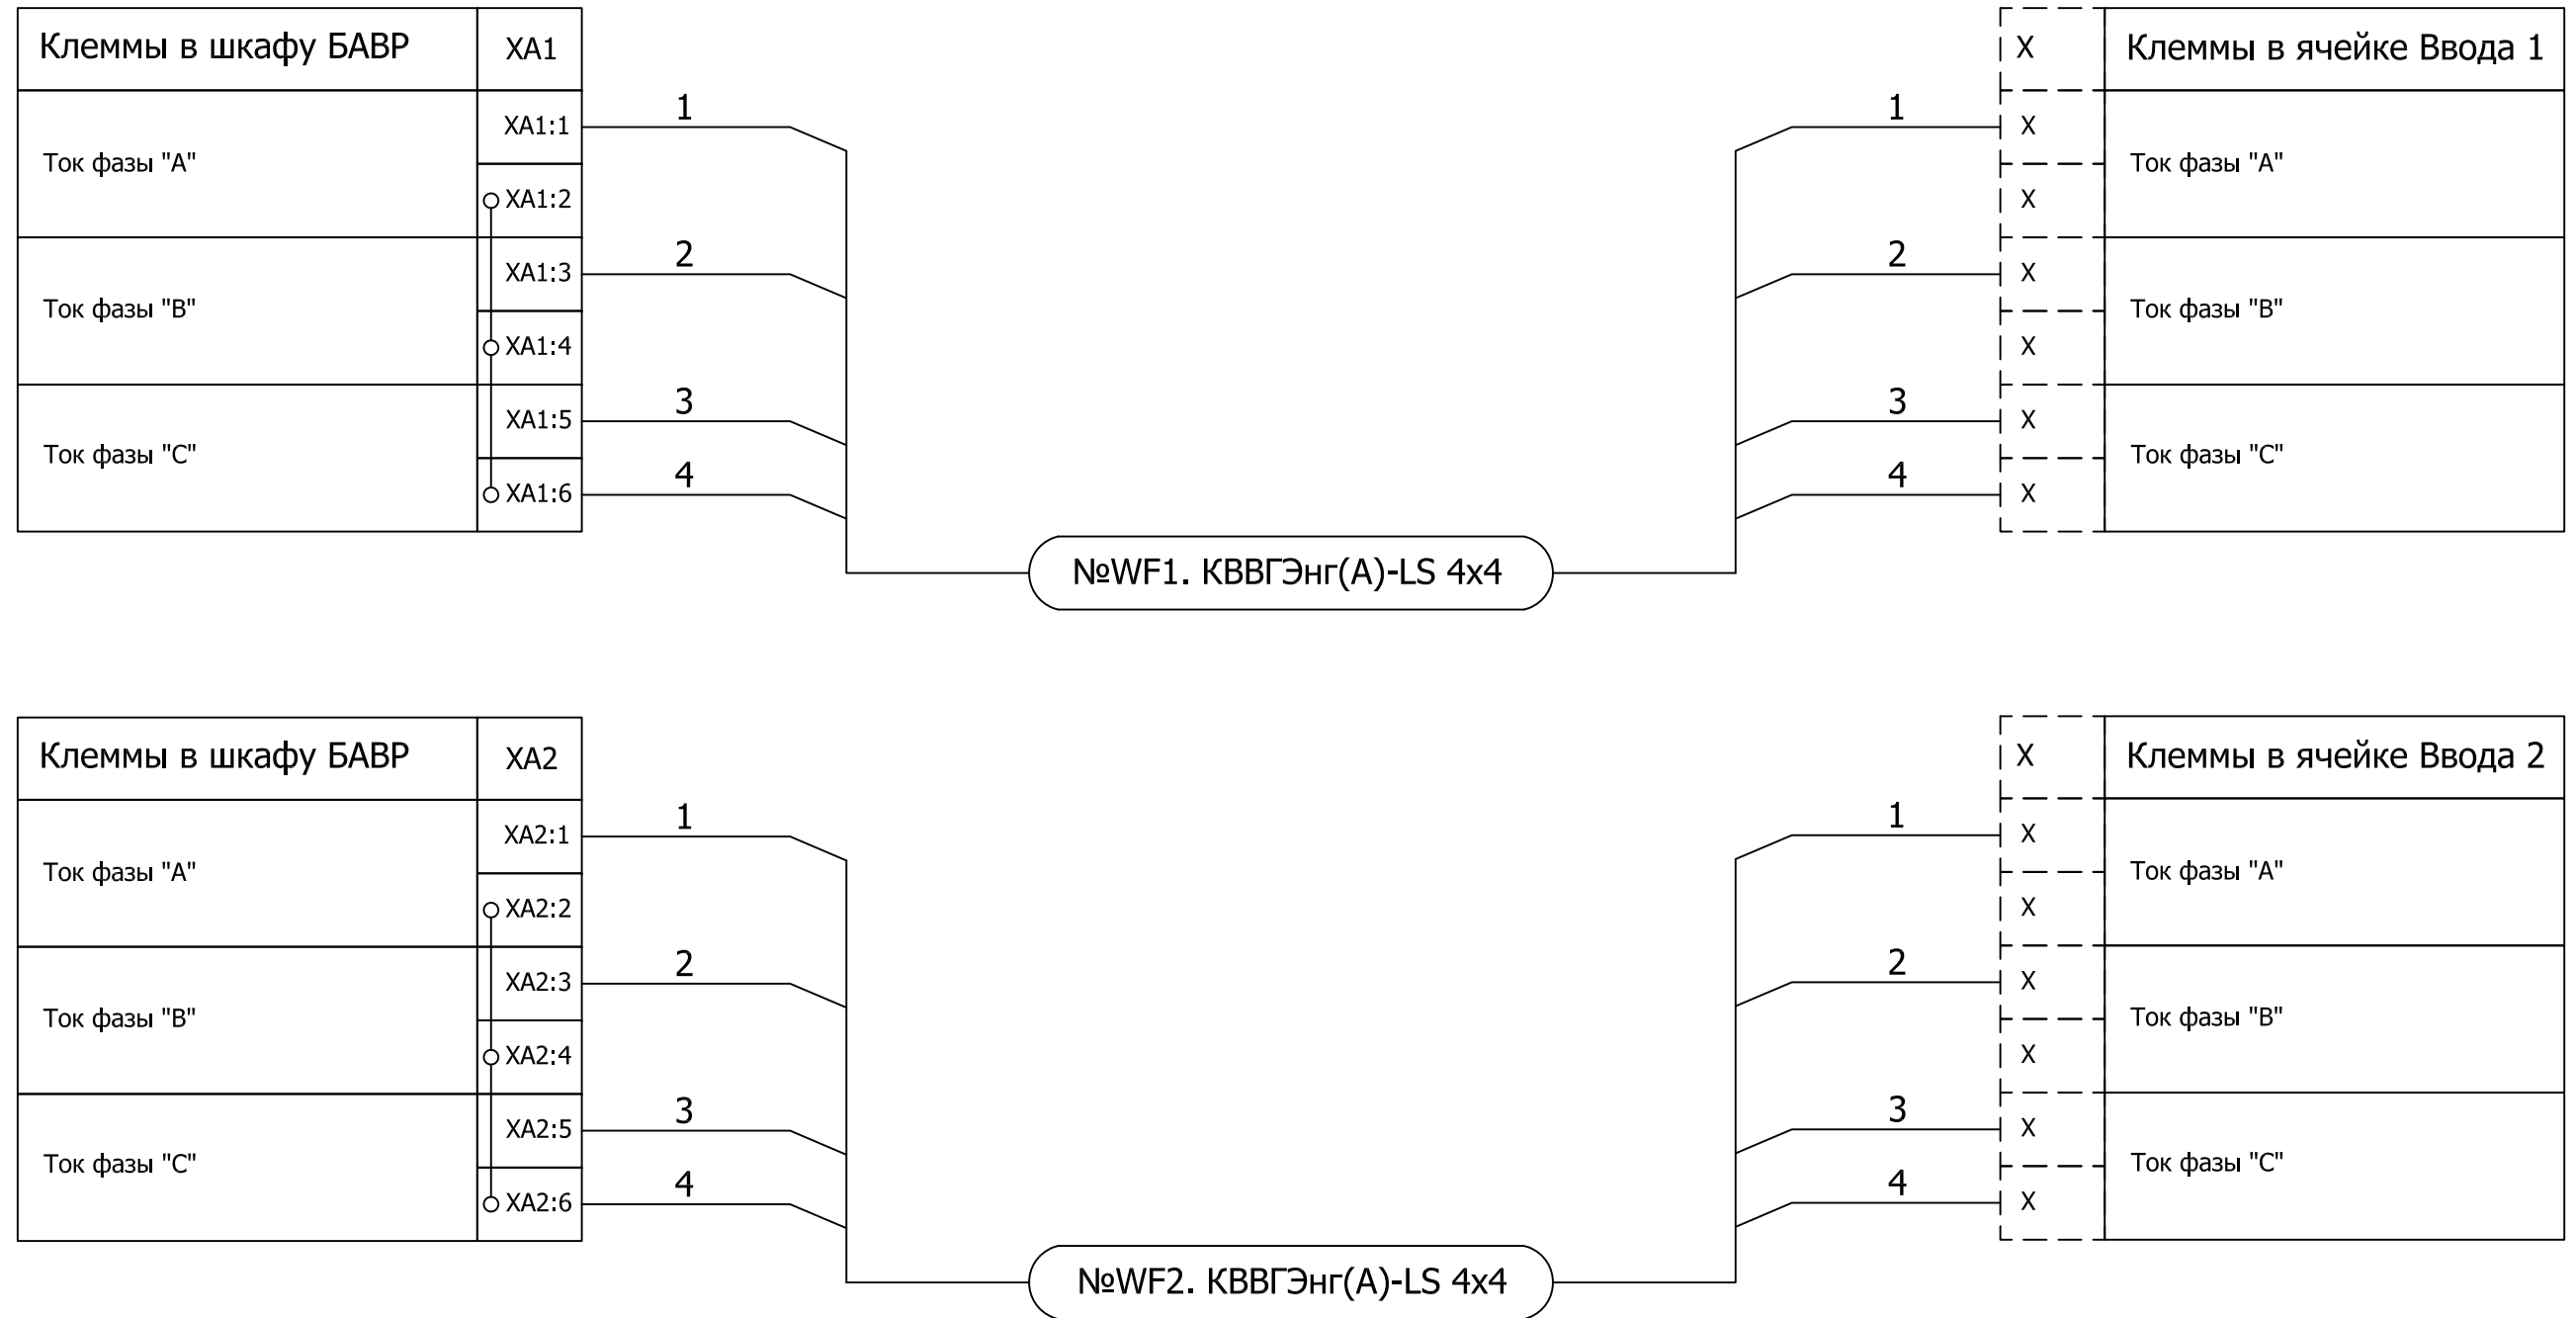 Клеммы в шкафу БАВР XA1
Ток фазы "А"
XA1:1
XA1:2
Ток фазы "В"
XA1:3
XA1:4
Ток фазы "С"
XA1:5
XA1:6
1
2
3
4
№WF1. КВВГЭнг(А)-LS 4x4
1
2
3
4
X Клеммы в ячейке Ввода 1
X
X
Ток фазы "А"
X
X
Ток фазы "В"
X
X
Ток фазы "С"
Клеммы в шкафу БАВР XA2
Ток фазы "А"
XA2:1
XA2:2
Ток фазы "В"
XA2:3
XA2:4
Ток фазы "С"
XA2:5
XA2:6
1
2
3
4
№WF2. КВВГЭнг(А)-LS 4x4
1
2
3
4
X Клеммы в ячейке Ввода 2
X
X
Ток фазы "А"
X
X
Ток фазы "В"
X
X
Ток фазы "С"